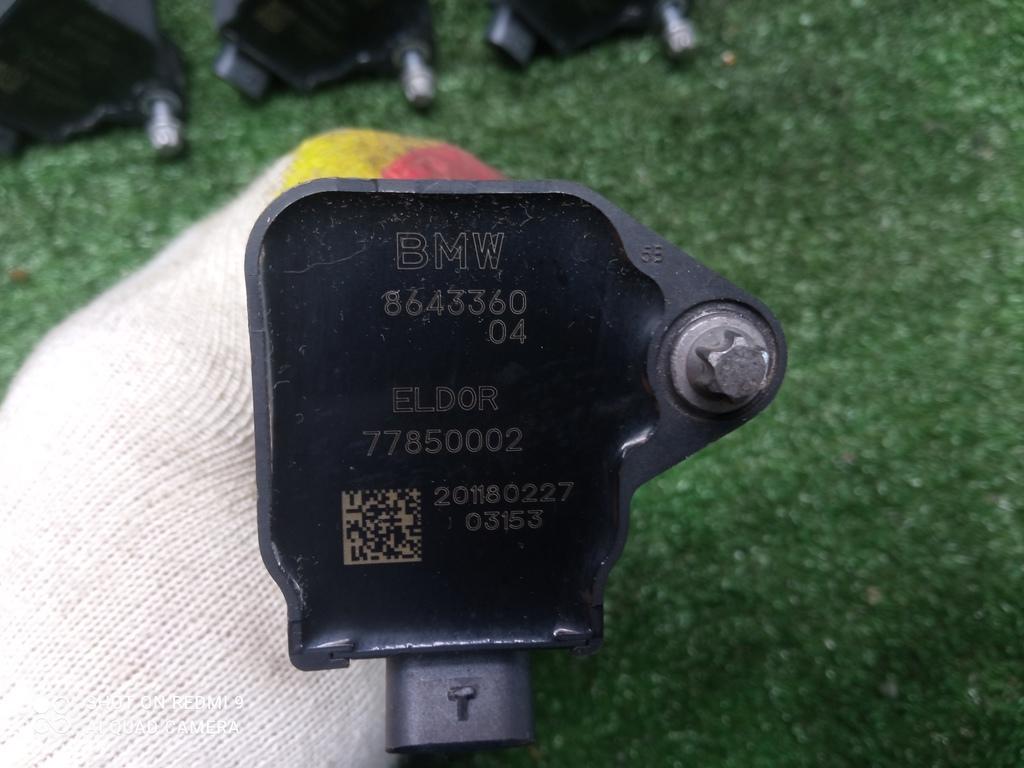 BMW
8643360
04
ELDOR
77850002
201180227
03153
SHOT ON REDMI 9
AI QUAD CAMERA